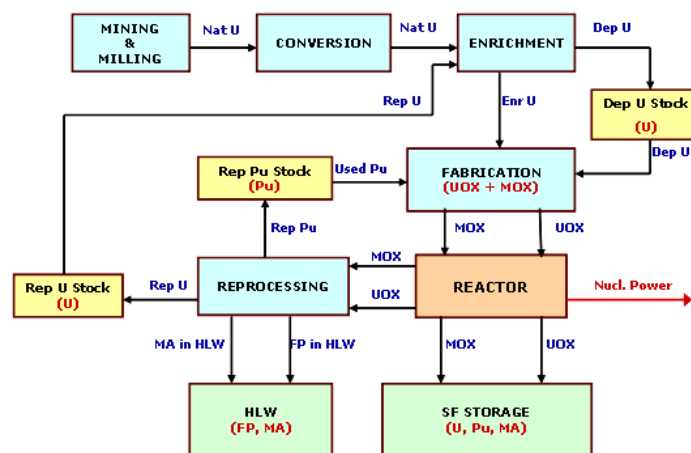 MINING
&
MILLING
Nat U
CONVERSION
Nat U
ENRICHMENT
Dep U
Rep U
Enr U
Dep U Stock
(U)
Dep U
Rep Pu Stock
(Pu)
Used Pu
FABRICATION
(UOX + MOX)
Rep Pu
MOX
UOX
Rep U Stock
(U)
Rep U
REPROCESSING
MOX
UOX
REACTOR
Nucl. Power
MA in HLW
FP in HLW
MOX
UOX
HLW
(FP, MA)
SF STORAGE
(U, Pu, MA)